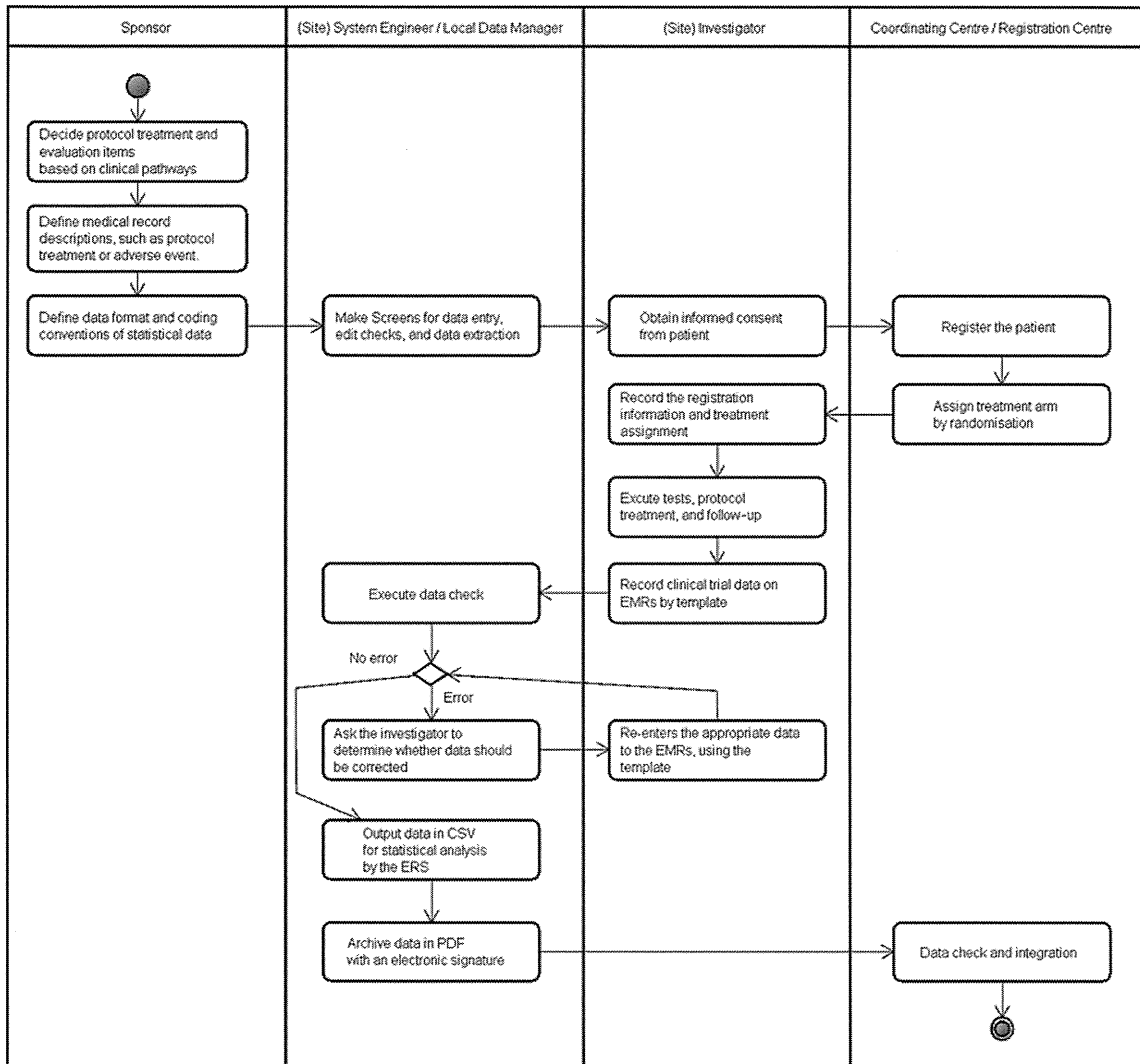 Sponsor
(Site) System Engineer / Local Data Manager
(Site) Investigator
Coordinating Centre / Registration Centre
Decide protocol treatment and
evaluation items
based on clinical pathways
Define medical record
descriptions, such as protocol
treatment or adverse event.
Define data format and coding
conventions of statistical data
Make Screens for data entry,
edit checks, and data extraction
Obtain informed consent
from patient
Register the patient
Record the registration
information and treatment
assignment
Assign treatment arm
by randomisation
Excute tests, protocol
treatment, and follow-up
Execute data check
Record clinical trial data on
EMRs by template
No error
Error
Ask the investigator to
determine whether data should
be corrected
Re-enters the appropriate data
to the EMRs, using the
template
Output data in CSV
for statistical analysis
by the ERS
Archive data in PDF
with an electronic signature
Data check and integration